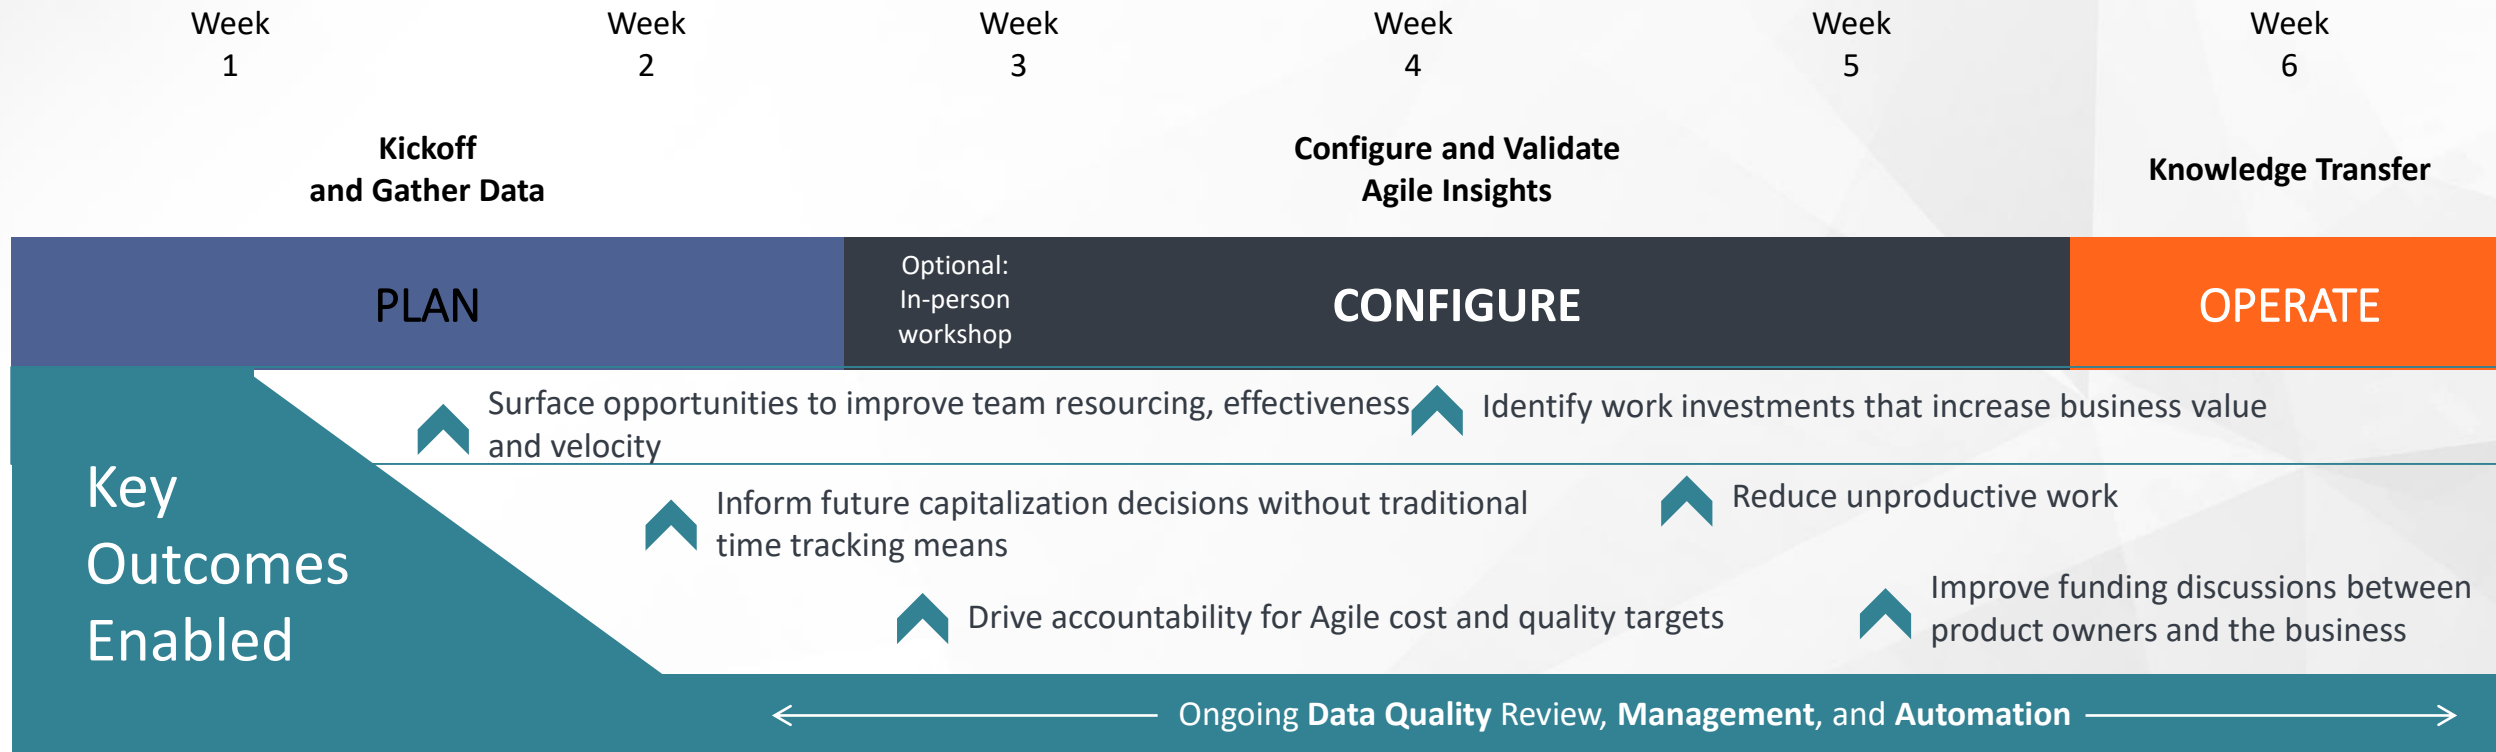 Week
1
Week
2
Week
3
Week
4
Week
5
Week
6
Kickoff
and Gather Data
Configure and Validate
Agile Insights
Knowledge Transfer
PLAN
Optional:
In-person
workshop
CONFIGURE
OPERATE
Key
Outcomes
Enabled
Surface opportunities to improve team resourcing, effectiveness
and velocity
Identify work investments that increase business value
Inform future capitalization decisions without traditional
time tracking means
Reduce unproductive work
Drive accountability for Agile cost and quality targets
Improve funding discussions between
product owners and the business
Ongoing Data Quality Review, Management, and Automation